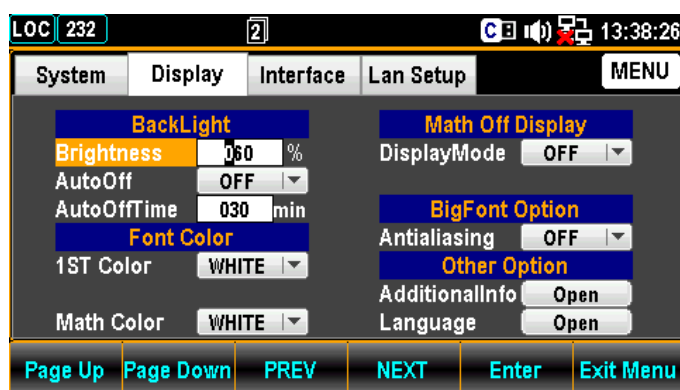 LOC 232 2 C 13:38:26
System Display Interface Lan Setup MENU
BackLight
Brightness 060 %
AutoOff OFF
AutoOffTime 030 min
Font Color
1ST Color WHITE
Math Color WHITE
Math Off Display
DisplayMode OFF
BigFont Option
Antialiasing OFF
Other Option
AdditionalInfo Open
Language Open
Page Up Page Down PREV NEXT Enter Exit Menu